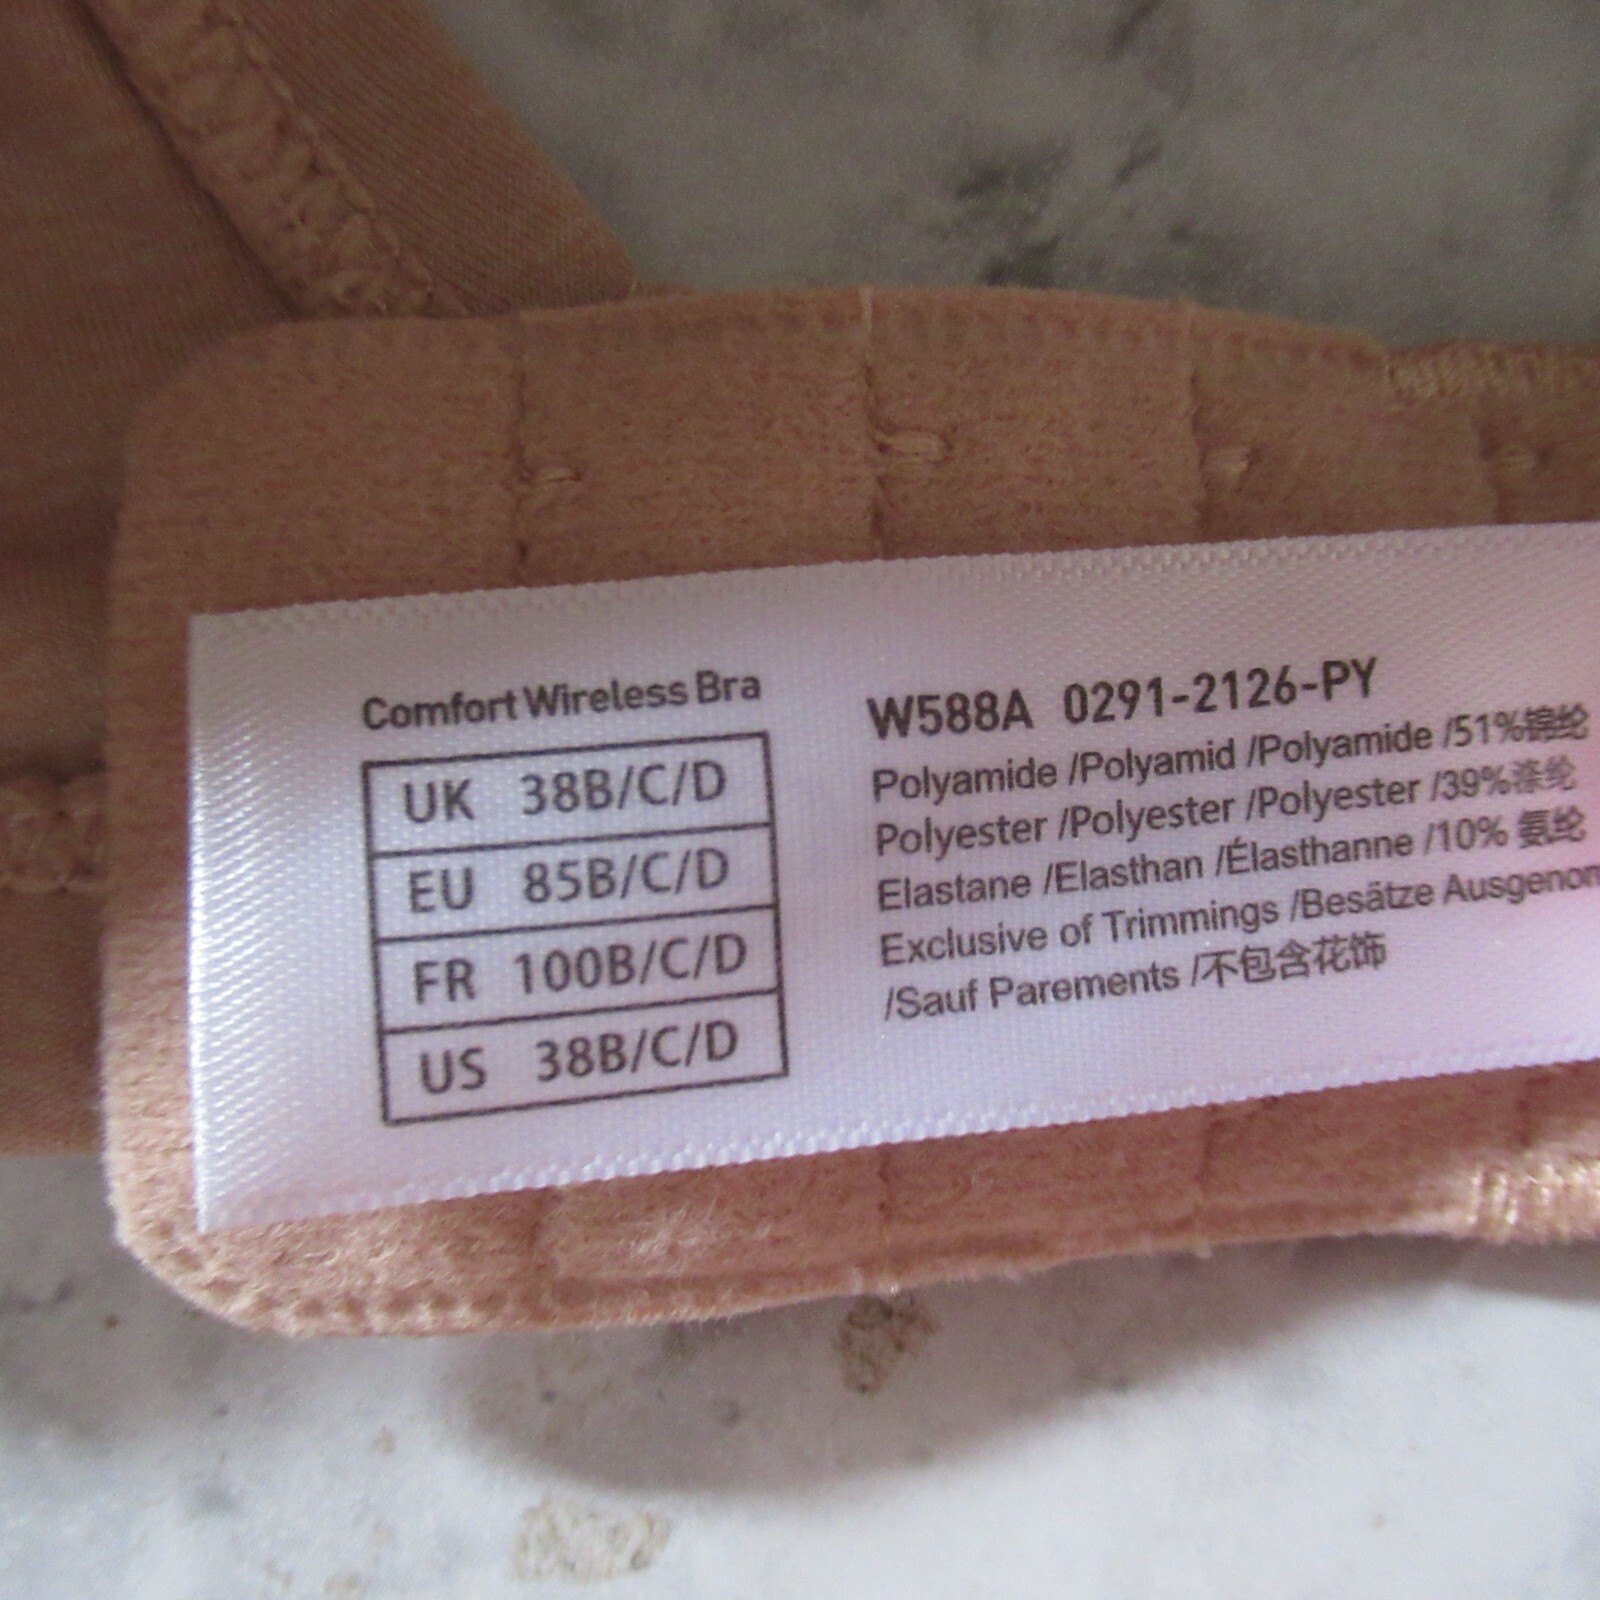 Comfort Wireless Bra
UK 38B/C/D
EU 85B/C/D
FR 100B/C/D
US 38B/C/D
W588A 0291-2126-PY
Polyamide /Polyamid /Polyamide /51%锦纶
Polyester /Polyester /Polyester /39%涤纶
Elastane /Elasthan /Élasthanne /10% 氨纶
Exclusive of Trimmings /Besätze Ausgenom
/Sauf Parements /不包含花饰